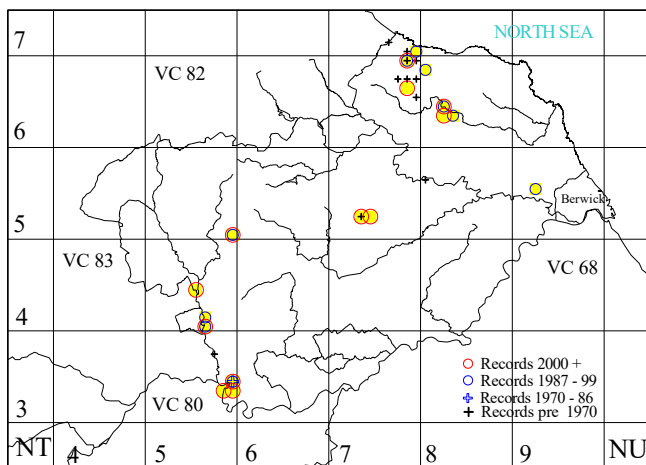 7
NORTH SEA
VC 82
6
Berwick
5
VC 83
VC 68
4
Records 2000 +
Records 1987 - 99
Records 1970 - 86
VC 80
Records pre 1970
3
NT 4 5 6 7 8 9 NU